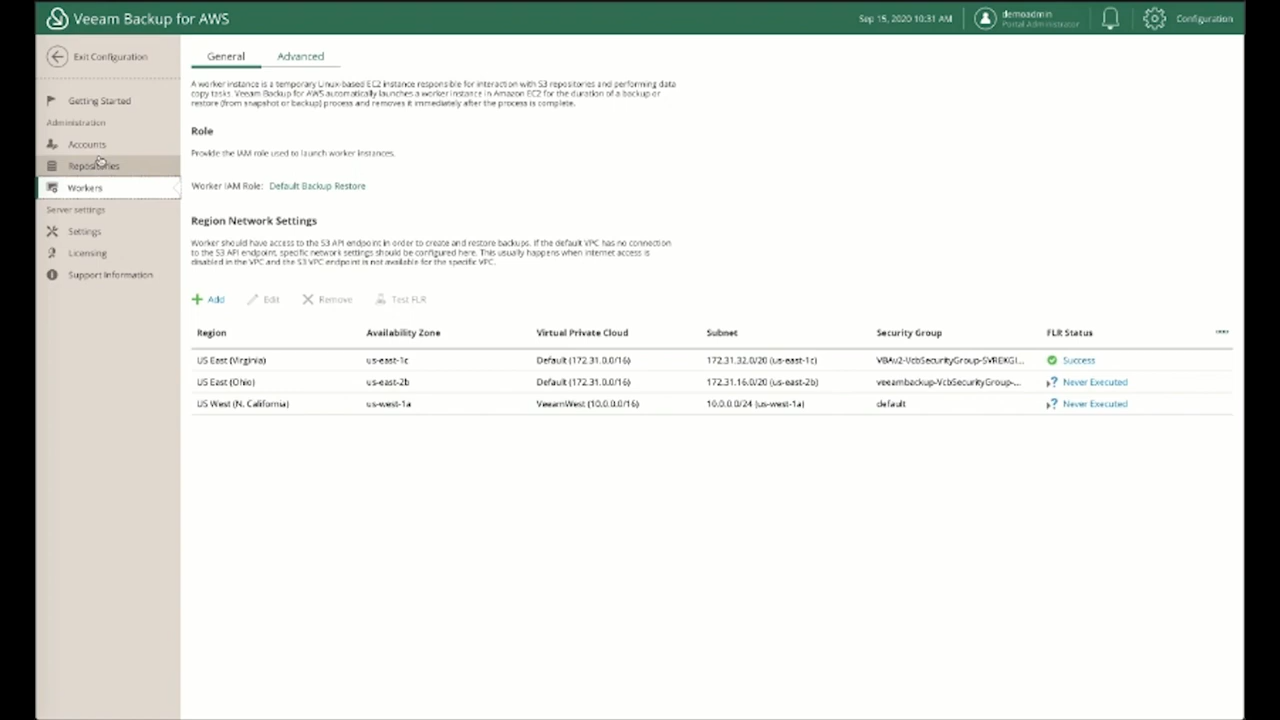 Veeam Backup for AWS
Sep 15, 2020 10:31 AM
demoadmin
Portal Administrator
Configuration
Exit Configuration
General
Advanced
A worker instance is a temporary Linux-based EC2 instance responsible for interaction with S3 repositories and performing data
copy tasks. Veeam Backup for AWS automatically launches a worker instance in Amazon EC2 for the duration of a backup or
restore (from snapshot or backup) process and removes it immediately after the process is complete.
Getting Started
Administration
Accounts
Repositories
Workers
Server settings
Settings
Licensing
Support Information
Role
Provide the IAM role used to launch worker instances.
Worker IAM Role: Default Backup Restore
Region Network Settings
Worker should have access to the S3 API endpoint in order to create and restore backups. If the default VPC has no connection
to the S3 API endpoint, specific network settings should be configured here. This usually happens when internet access is
disabled in the VPC and the S3 VPC endpoint is not available for the specific VPC.
Add Edit Remove Test FLR
Region Availability Zone Virtual Private Cloud Subnet Security Group FLR Status
US East (Virginia) us-east-1c Default (172.31.0.0/16) 172.31.32.0/20 (us-east-1c) VBAv2-VcbSecurityGroup-SVREKGI... Success
US East (Ohio) us-east-2b Default (172.31.0.0/16) 172.31.16.0/20 (us-east-2b) veeambackup-VcbSecurityGroup-... Never Executed
US West (N. California) us-west-1a VeeamWest (10.0.0.0/16) 10.0.0.0/24 (us-west-1a) default Never Executed